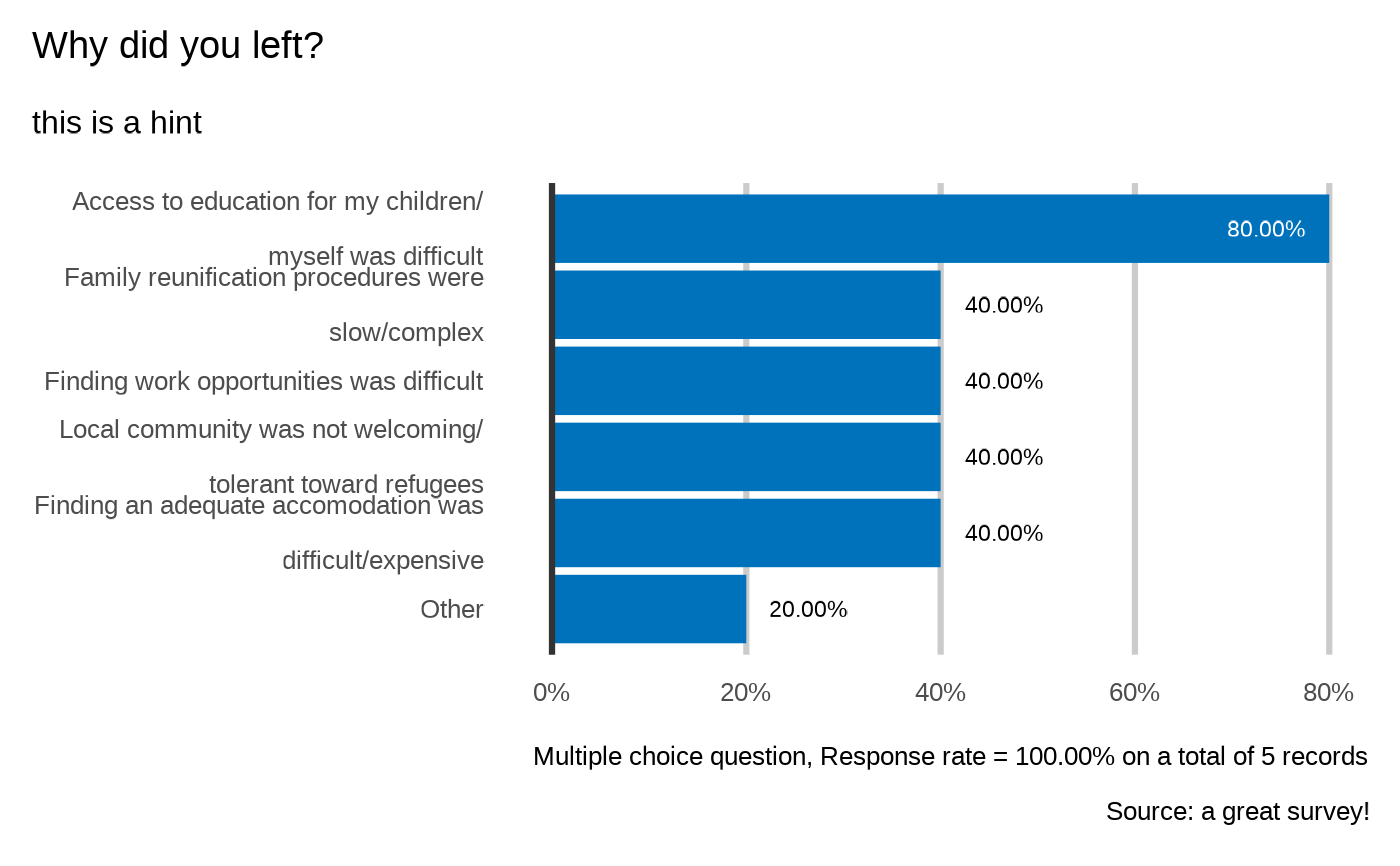 Why did you left?
this is a hint
Access to education for my children/
myself was difficult
80.00%
Family reunification procedures were
slow/complex
40.00%
Finding work opportunities was difficult
40.00%
Local community was not welcoming/
tolerant toward refugees
40.00%
Finding an adequate accomodation was
difficult/expensive
40.00%
Other
20.00%
0% 20% 40% 60% 80%
Multiple choice question, Response rate = 100.00% on a total of 5 records
Source: a great survey!